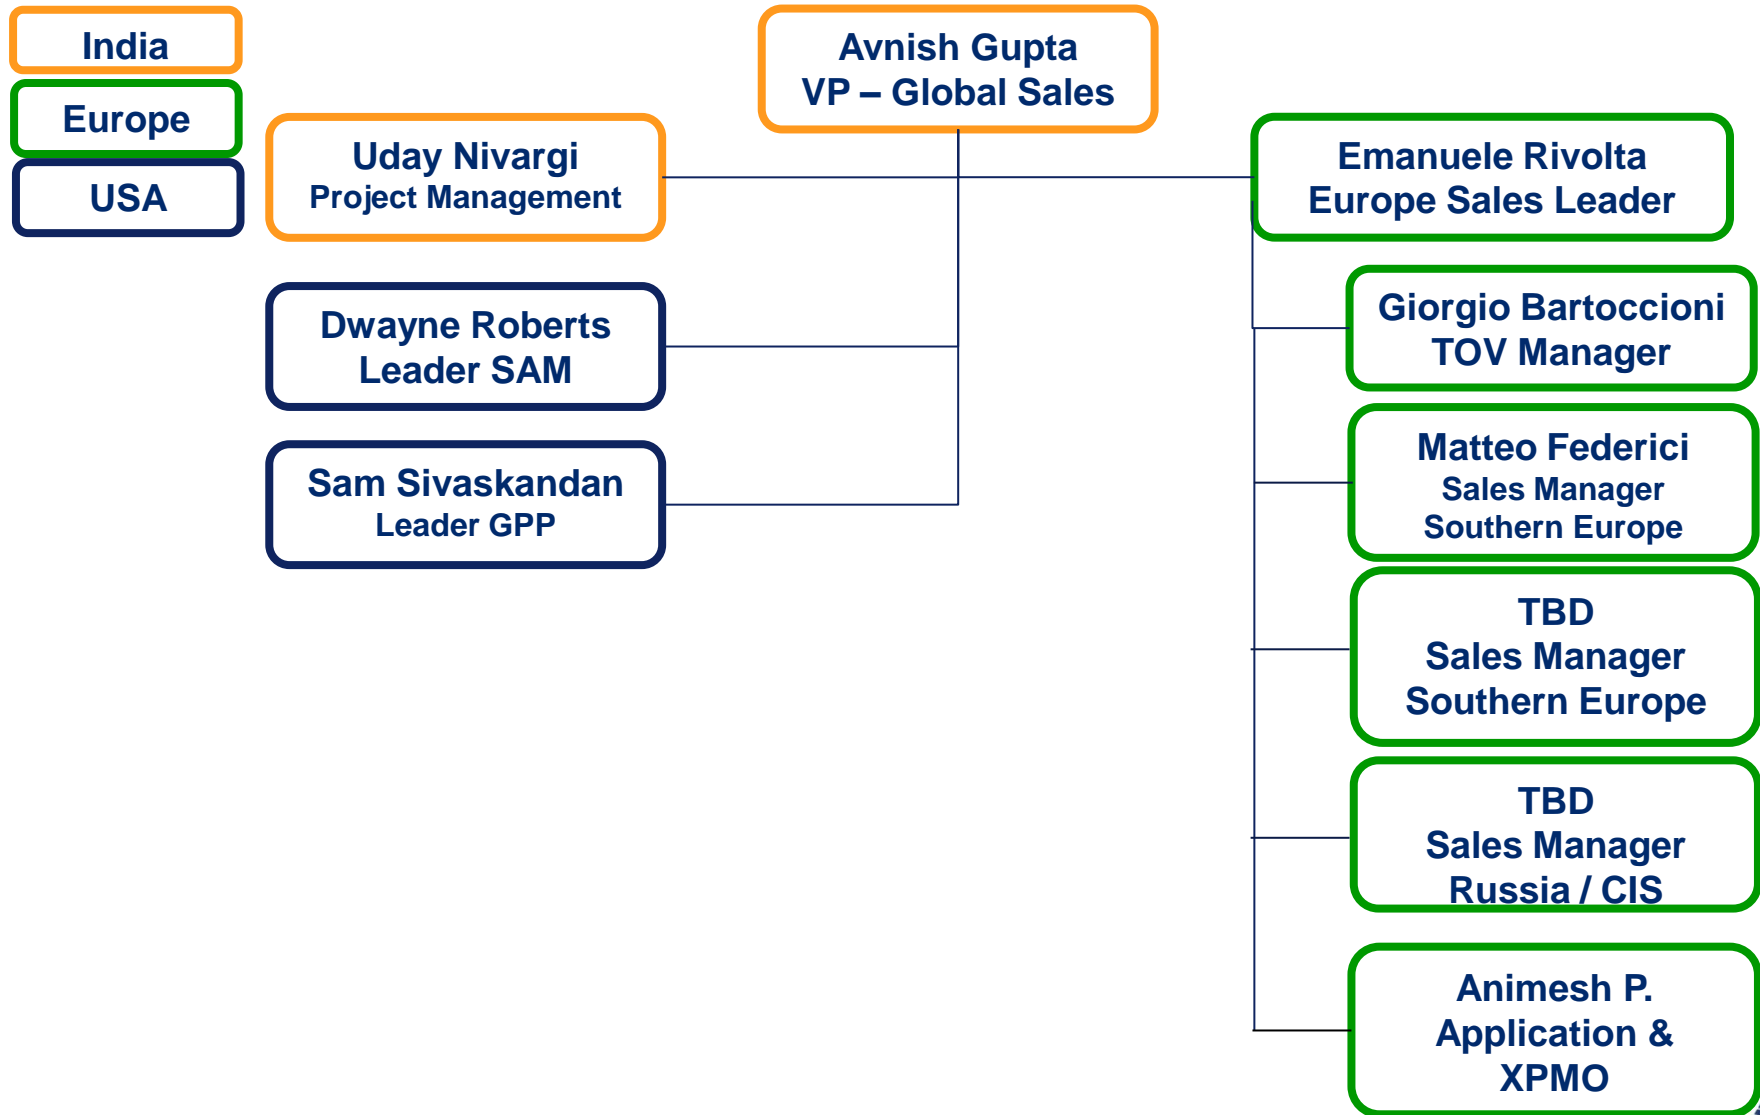 India
Europe
USA
Avnish Gupta
VP – Global Sales
Uday Nivargi
Project Management
Dwayne Roberts
Leader SAM
Sam Sivaskandan
Leader GPP
Emanuele Rivolta
Europe Sales Leader
Giorgio Bartoccioni
TOV Manager
Matteo Federici
Sales Manager
Southern Europe
TBD
Sales Manager
Southern Europe
TBD
Sales Manager
Russia / CIS
Animesh P.
Application &
XPMO